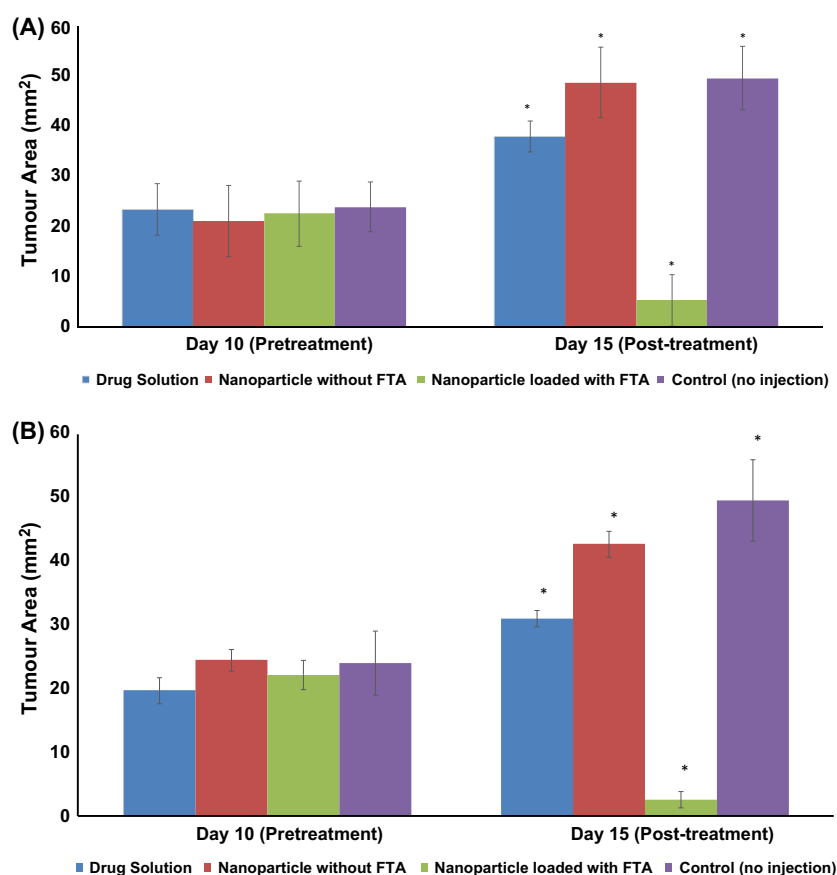 (A)
60
50
40
30
20
10
0
Tumour Area (mm²)
* * * *
Day 10 (Pretreatment) Day 15 (Post-treatment)
Drug Solution Nanoparticle without FTA Nanoparticle loaded with FTA Control (no injection)
(B)
60
50
40
30
20
10
0
Tumour Area (mm²)
* * * *
Day 10 (Pretreatment) Day 15 (Post-treatment)
Drug Solution Nanoparticle without FTA Nanoparticle loaded with FTA Control (no injection)